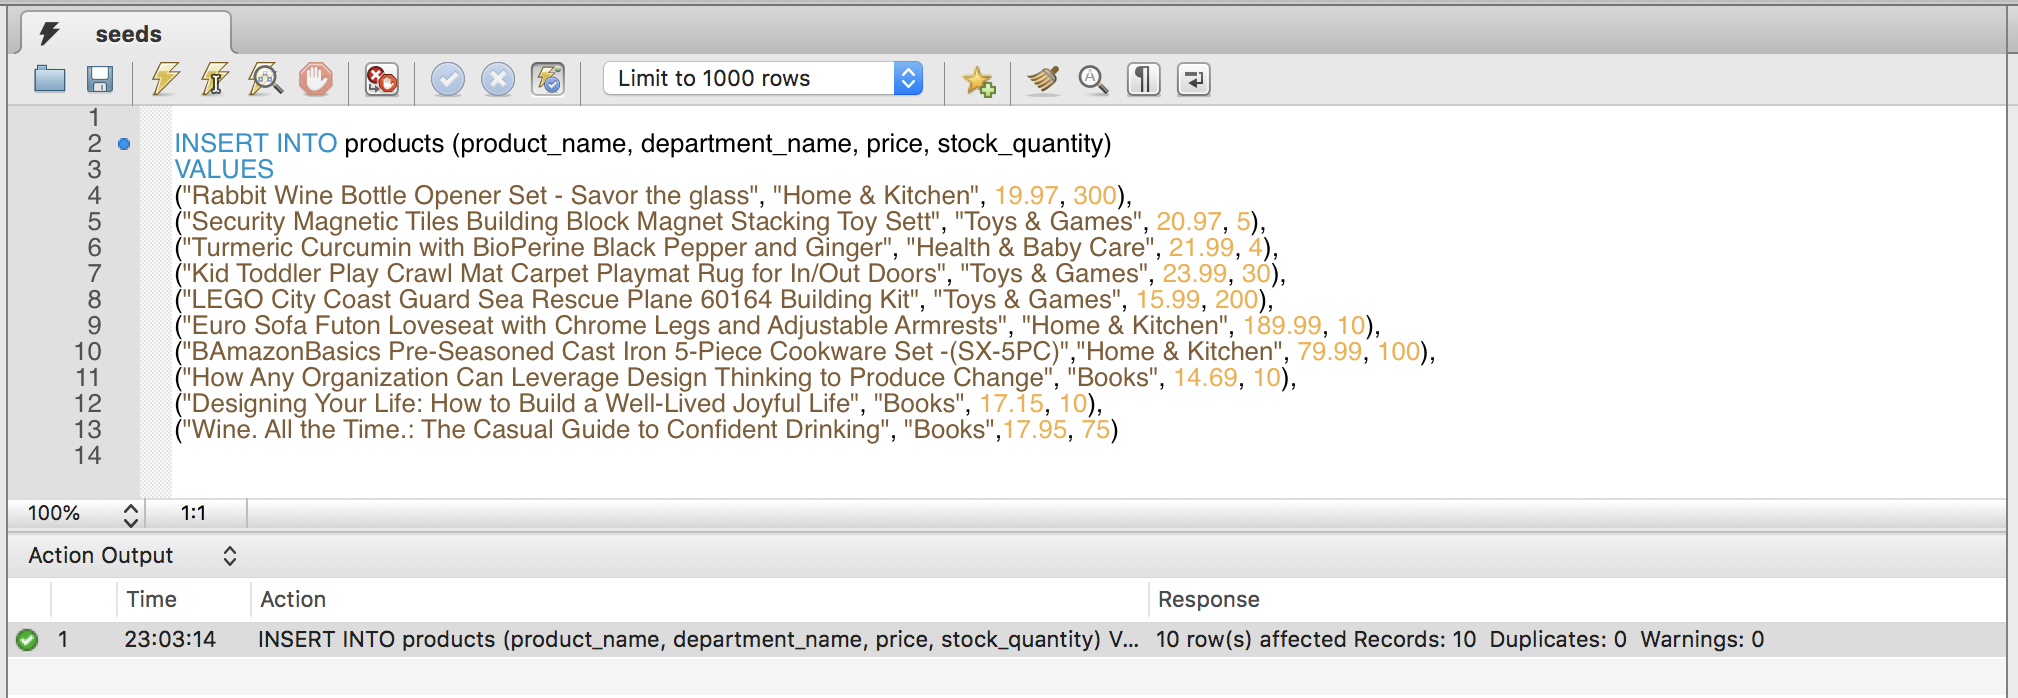 seeds
Limit to 1000 rows
1
2 INSERT INTO products (product_name, department_name, price, stock_quantity)
3 VALUES
4 ("Rabbit Wine Bottle Opener Set - Savor the glass", "Home & Kitchen", 19.97, 300),
5 ("Security Magnetic Tiles Building Block Magnet Stacking Toy Sett", "Toys & Games", 20.97, 5),
6 ("Turmeric Curcumin with BioPerine Black Pepper and Ginger", "Health & Baby Care", 21.99, 4),
7 ("Kid Toddler Play Crawl Mat Carpet Playmat Rug for In/Out Doors", "Toys & Games", 23.99, 30),
8 ("LEGO City Coast Guard Sea Rescue Plane 60164 Building Kit", "Toys & Games", 15.99, 200),
9 ("Euro Sofa Futon Loveseat with Chrome Legs and Adjustable Armrests", "Home & Kitchen", 189.99, 10),
10 ("BAmazonBasics Pre-Seasoned Cast Iron 5-Piece Cookware Set -(SX-5PC)","Home & Kitchen", 79.99, 100),
11 ("How Any Organization Can Leverage Design Thinking to Produce Change", "Books", 14.69, 10),
12 ("Designing Your Life: How to Build a Well-Lived Joyful Life", "Books", 17.15, 10),
13 ("Wine. All the Time.: The Casual Guide to Confident Drinking", "Books",17.95, 75)
14
100% 1:1
Action Output
Time Action Response
1 23:03:14 INSERT INTO products (product_name, department_name, price, stock_quantity) V... 10 row(s) affected Records: 10 Duplicates: 0 Warnings: 0